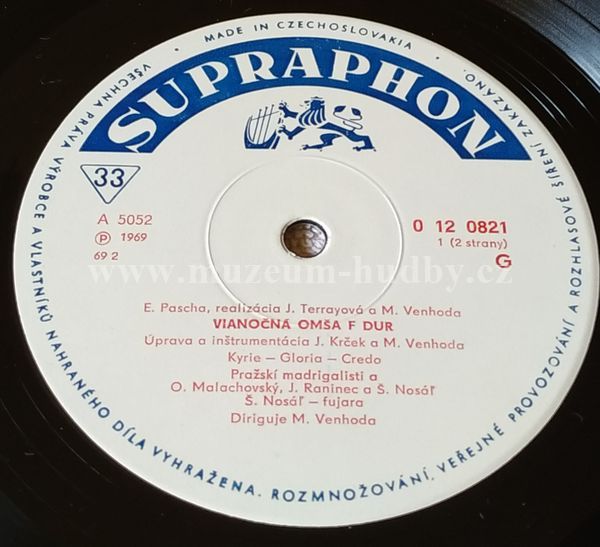 • MADE IN CZECHOSLOVAKIA •
SUPRAPHON
VŠECHNA PRÁVA VÝROBCE A VLASTNÍKŮ NAHRANÉHO DÍLA VYHRAŽENA. ROZMNOŽOVÁNÍ, VEŘEJNÉ PROVOZOVÁNÍ A ROZHLASOVÉ ŠÍŘENÍ ZAKÁZÁNO.
33
A 5052
Ⓟ 1969
69 2
0 12 0821
1 (2 strany)
G
www.muzeum-hudby.cz
E. Pascha, realizácia J. Terrayová a M. Venhoda
VIANOČNÁ OMŠA F DUR
Úprava a inštrumentácia J. Krček a M. Venhoda
Kyrie – Gloria – Credo
Pražskí madrigalisti a
O. Malachovský, J. Raninec a Š. Nosáľ
Š. Nosáľ – fujara
Diriguje M. Venhoda